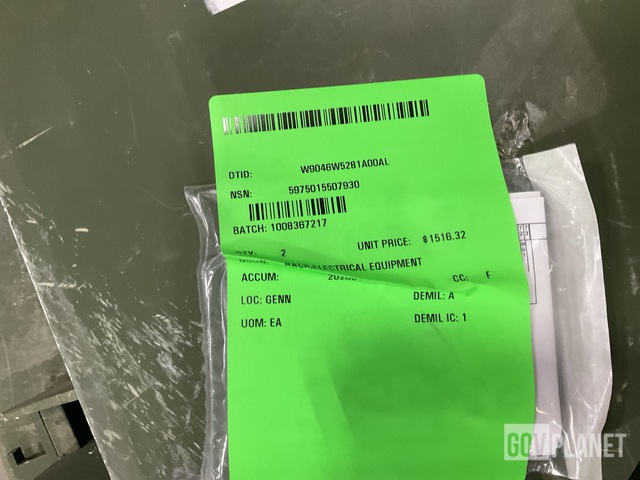 DTID: W9046W5281A00AL
NSN: 5975015507930
BATCH: 1008367217
QTY: 2 UNIT PRICE: $1516.32
RACK,ELECTRICAL EQUIPMENT
ACCUM: CC: F
LOC: GENN DEMIL: A
UOM: EA DEMIL IC: 1
GOVPLANET